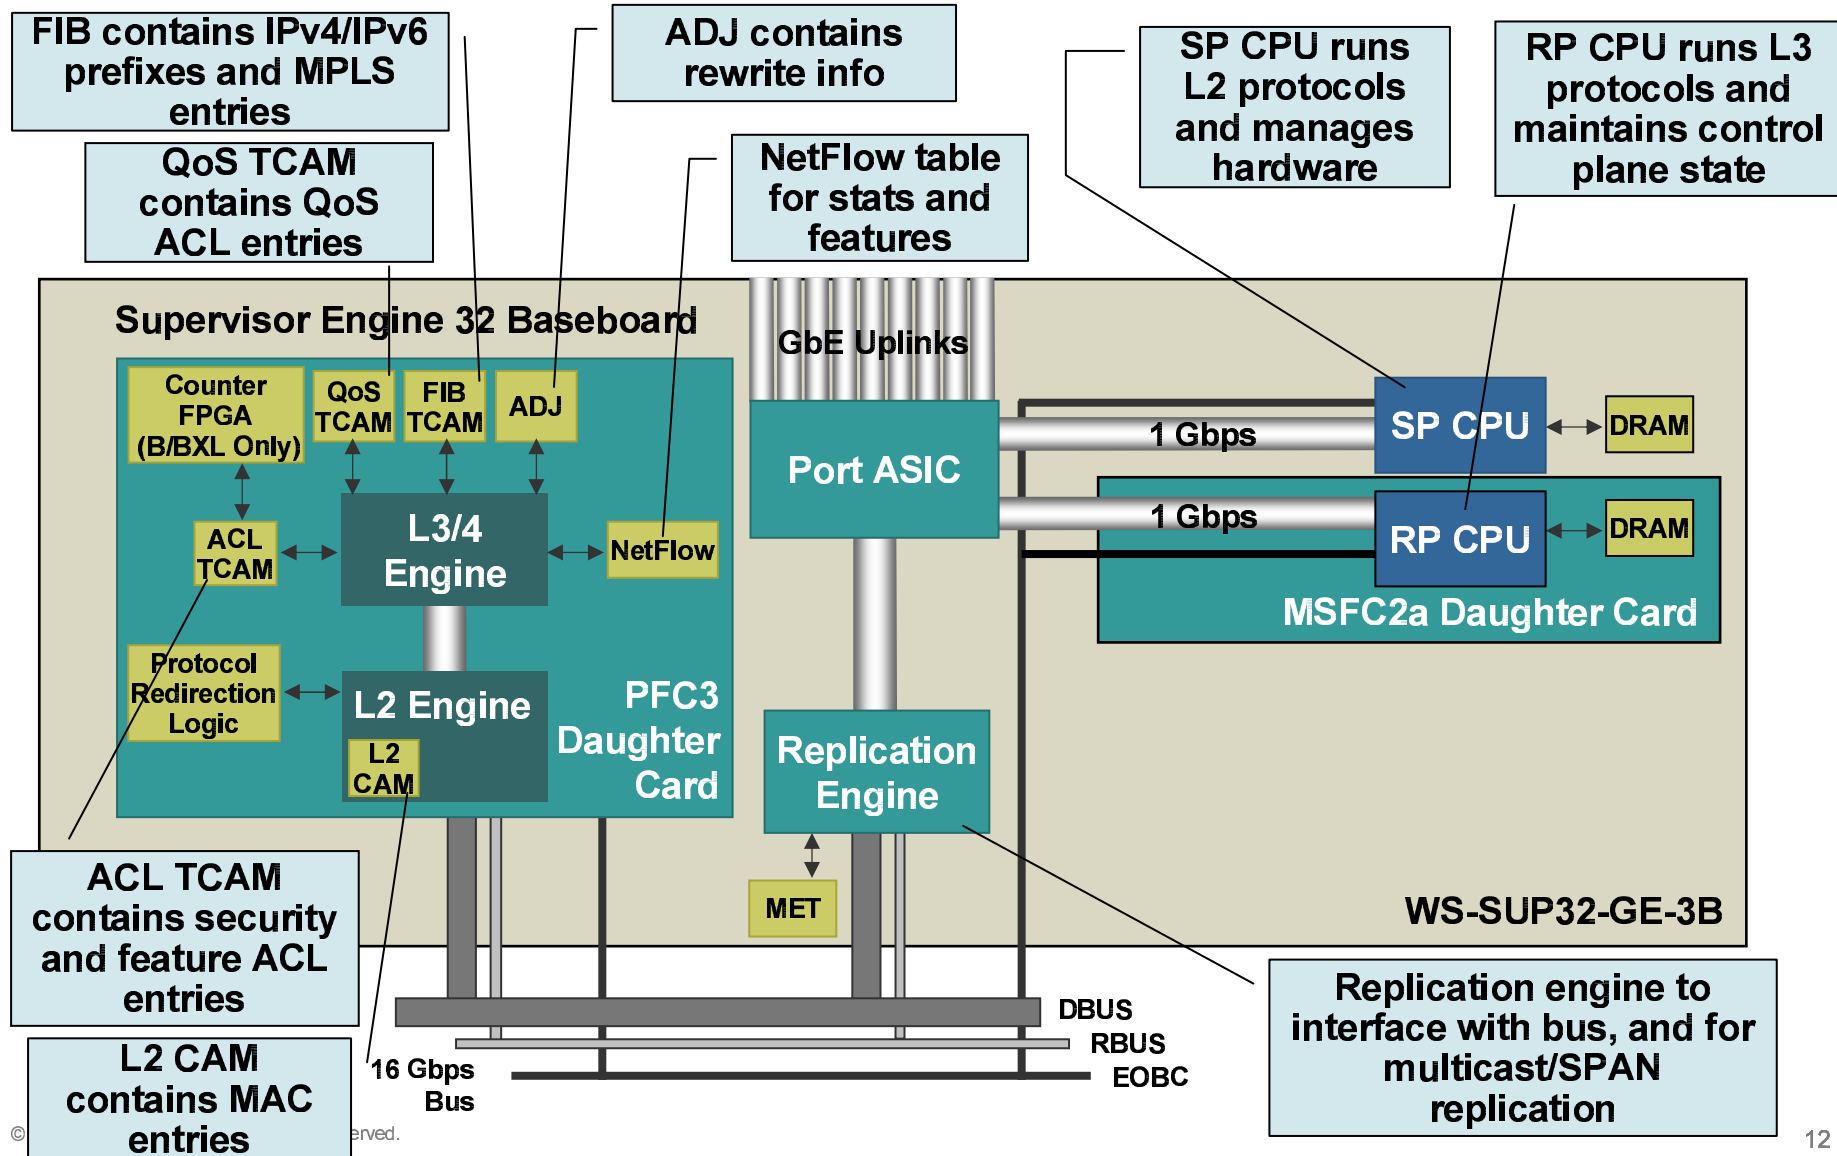 FIB contains IPv4/IPv6
prefixes and MPLS
entries
ADJ contains
rewrite info
SP CPU runs
L2 protocols
and manages
hardware
RP CPU runs L3
protocols and
maintains control
plane state
QoS TCAM
contains QoS
ACL entries
NetFlow table
for stats and
features
Supervisor Engine 32 Baseboard
GbE Uplinks
Counter
FPGA
(B/BXL Only)
QoS
TCAM
FIB
TCAM
ADJ
Port ASIC
1 Gbps
SP CPU
DRAM
L3/4
Engine
ACL
TCAM
NetFlow
1 Gbps
RP CPU
DRAM
MSFC2a Daughter Card
Protocol
Redirection
Logic
L2 Engine
L2
CAM
PFC3
Daughter
Card
Replication
Engine
MET
WS-SUP32-GE-3B
ACL TCAM
contains security
and feature ACL
entries
DBUS
RBUS
EOBC
16 Gbps
Bus
Replication engine to
interface with bus, and for
multicast/SPAN
replication
L2 CAM
contains MAC
entries
©
erved.
12